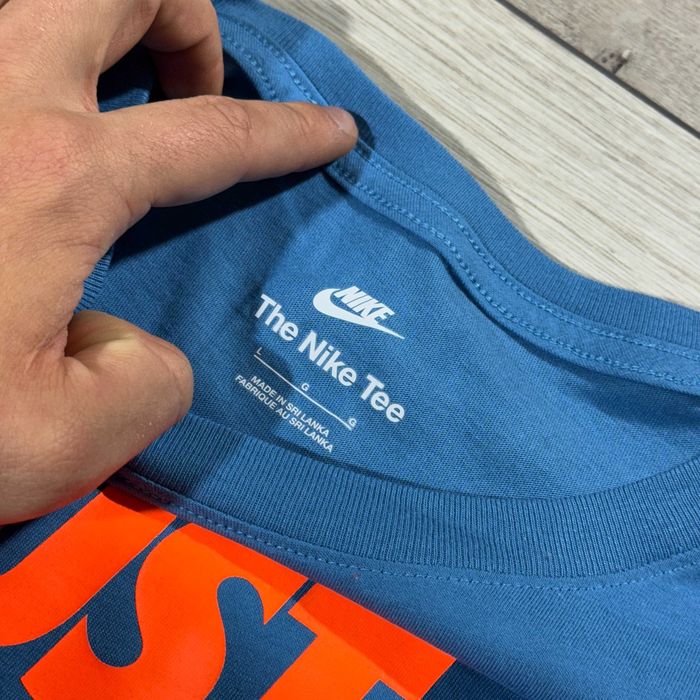 NIKE
The Nike Tee
L G G
MADE IN SRI LANKA
FABRIQUE AU SRI LANKA
UST